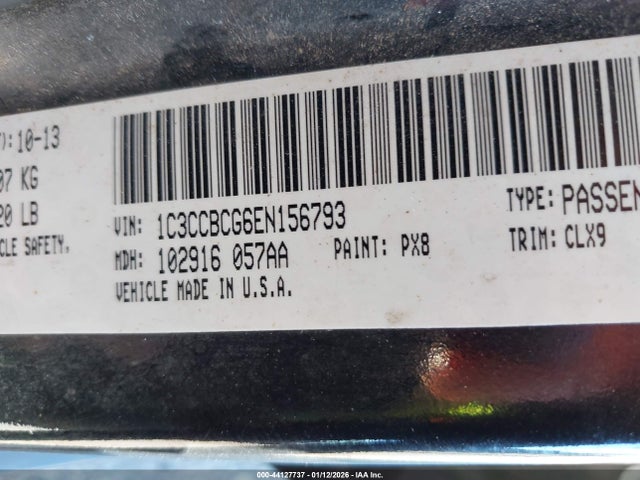 ): 10-13
07 KG
20 LB
CLE SAFETY,
VIN: 1C3CCBCG6EN156793
TYPE: PASSEN
MDH: 102916 057AA PAINT: PX8
TRIM: CLX9
VEHICLE MADE IN U.S.A.
000-44127737 - 01/12/2026 - IAA Inc.